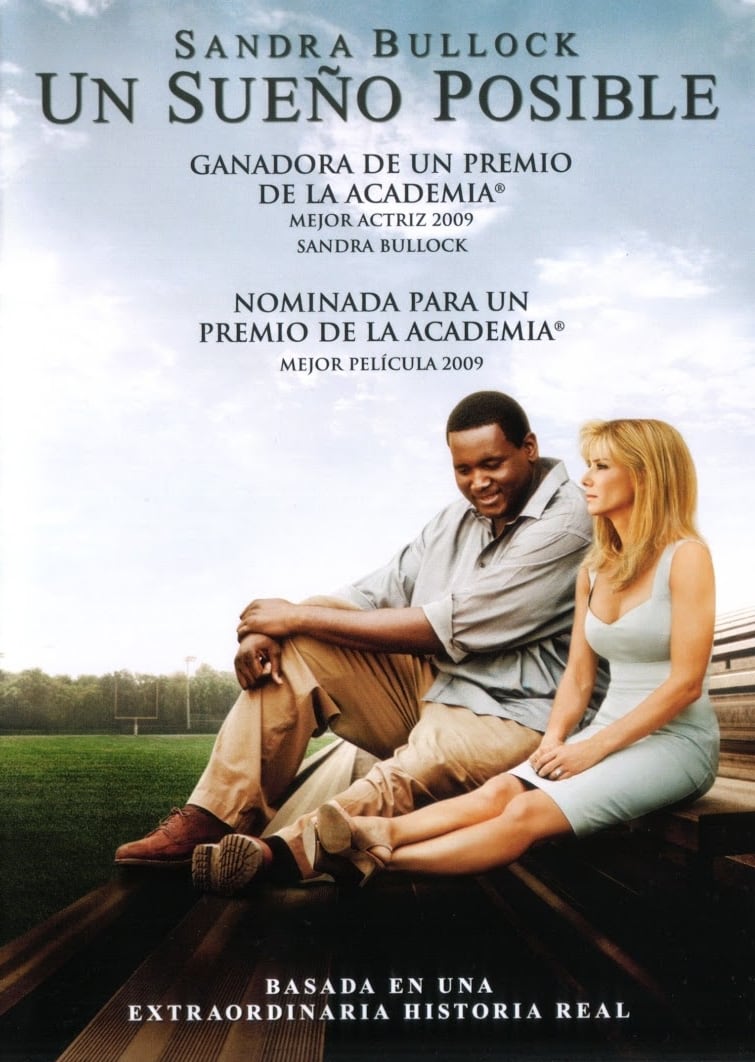 SANDRA BULLOCK
UN SUEÑO POSIBLE
GANADORA DE UN PREMIO
DE LA ACADEMIA®
MEJOR ACTRIZ 2009
SANDRA BULLOCK
NOMINADA PARA UN
PREMIO DE LA ACADEMIA®
MEJOR PELÍCULA 2009
BASADA EN UNA
EXTRAORDINARIA HISTORIA REAL